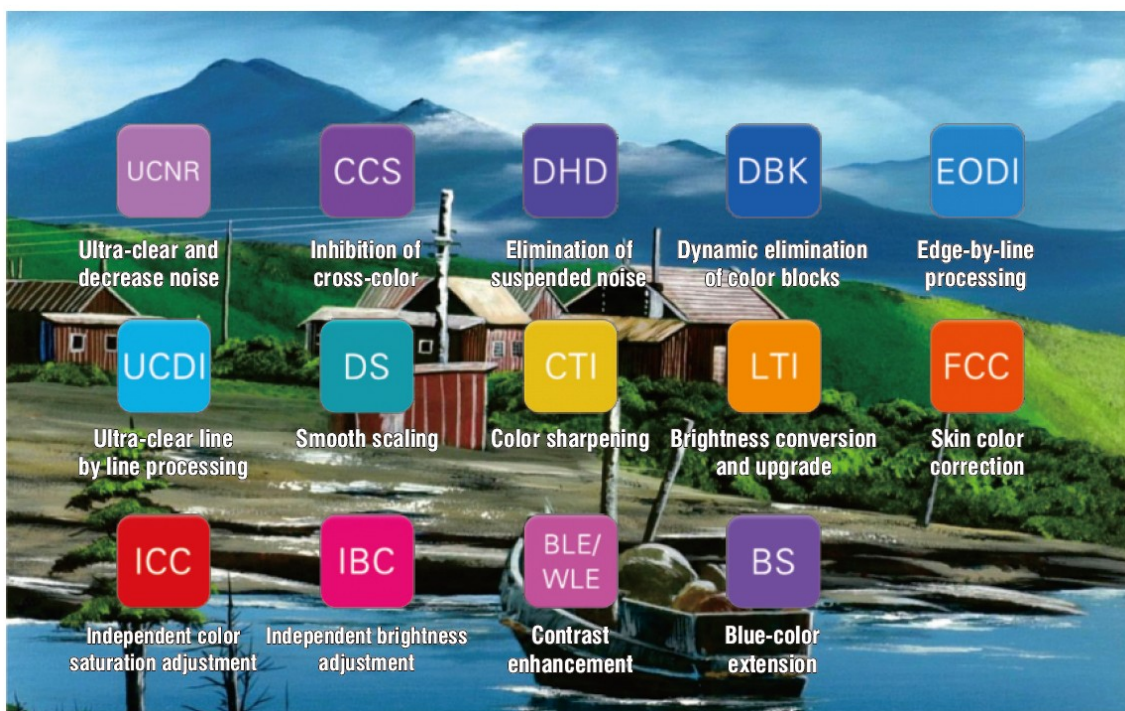 UCNR
CCS
DHD
DBK
EODI
Ultra-clear and
decrease noise
Inhibition of
cross-color
Elimination of
suspended noise
Dynamic elimination
of color blocks
Edge-by-line
processing
UCDI
DS
CTI
LTI
FCC
Ultra-clear line
by line processing
Smooth scaling
Color sharpening
Brightness conversion
and upgrade
Skin color
correction
ICC
IBC
BLE/
WLE
BS
Independent color
saturation adjustment
Independent brightness
adjustment
Contrast
enhancement
Blue-color
extension